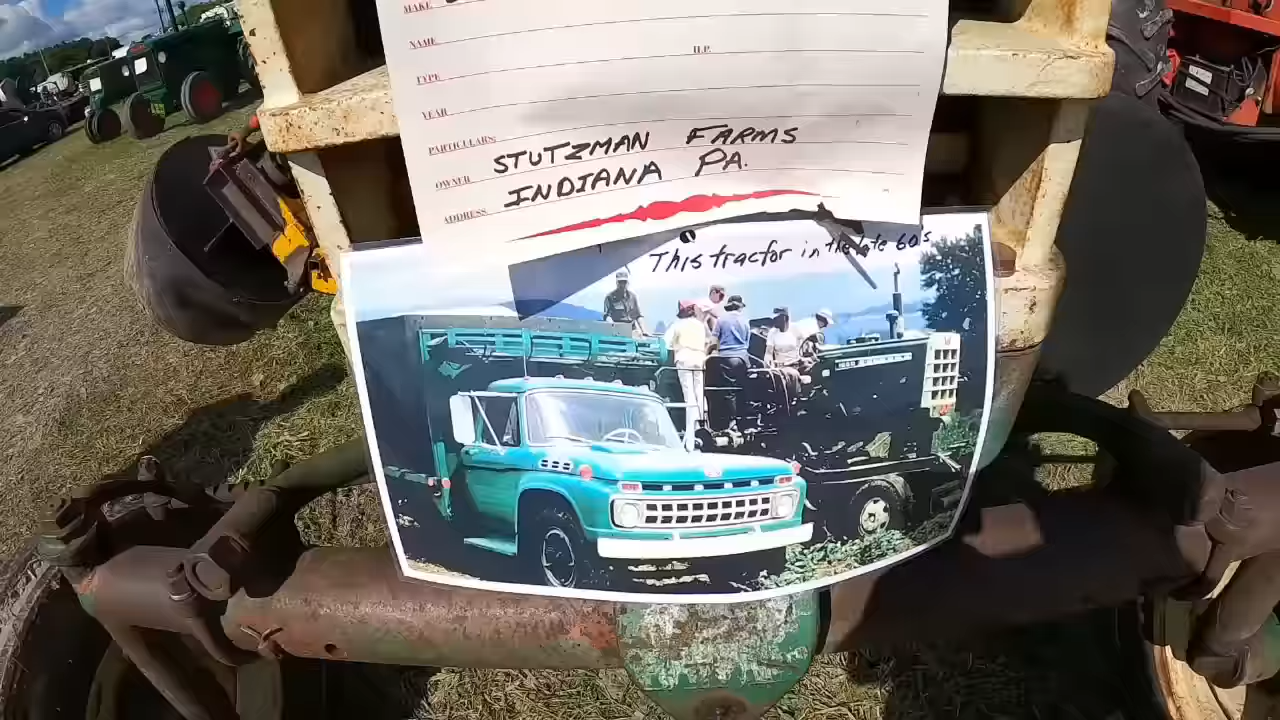 MAKE
NAME
TYPE H.P.
YEAR
PARTICULARS:
OWNER STUTZMAN FARMS
ADDRESS INDIANA PA.
This tractor in the late 60's